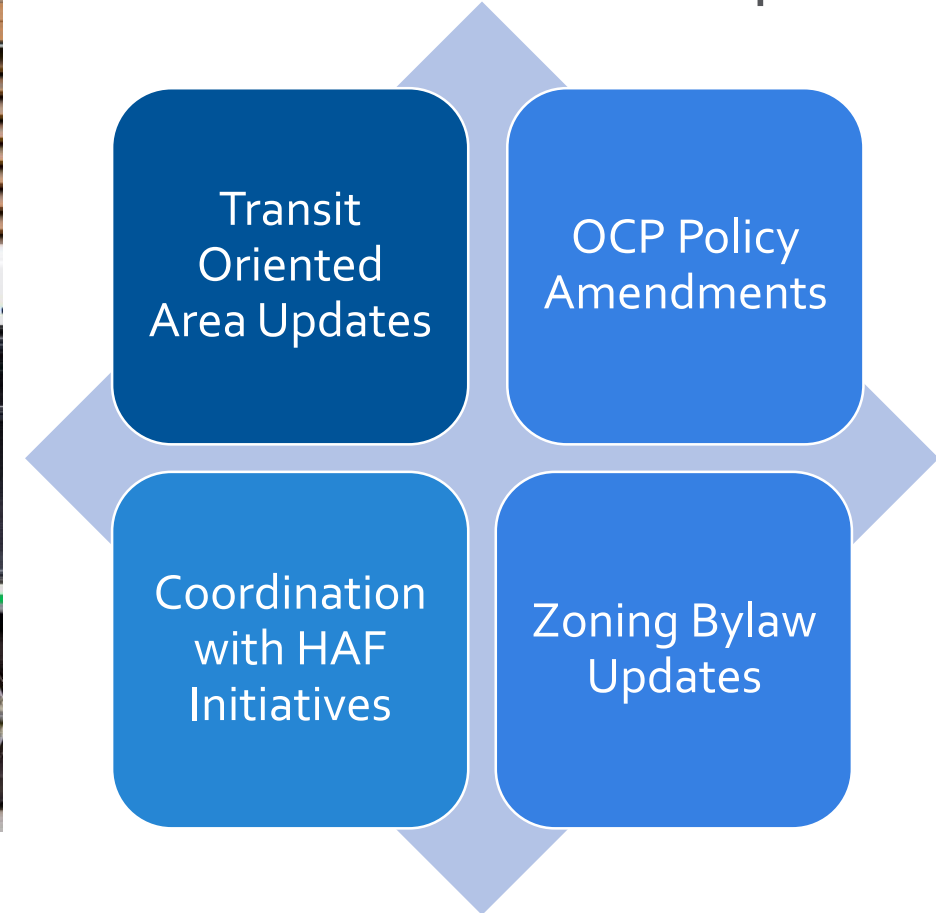 Transit
Oriented
Area Updates
OCP Policy
Amendments
Coordination
with HAF
Initiatives
Zoning Bylaw
Updates